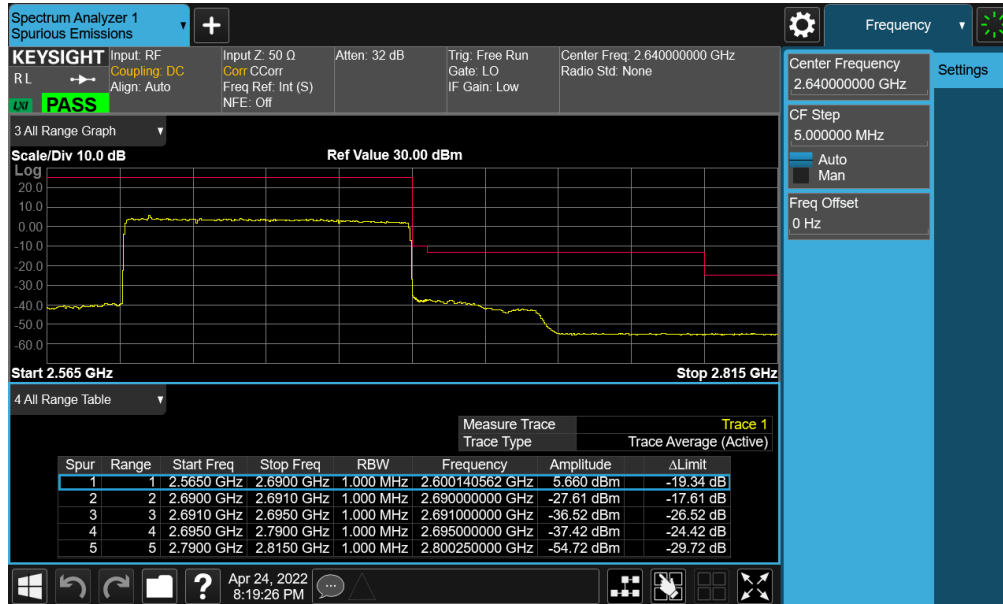 Spectrum Analyzer 1
Spurious Emissions
Frequency
KEYSIGHT
R L
LXI
PASS
Input: RF
Coupling: DC
Align: Auto
Input Z: 50 Ω
Corr CCorr
Freq Ref: Int (S)
NFE: Off
Atten: 32 dB
Trig: Free Run
Gate: LO
IF Gain: Low
Center Freq: 2.640000000 GHz
Radio Std: None
Center Frequency
2.640000000 GHz
Settings
CF Step
5.000000 MHz
Auto
Man
Freq Offset
0 Hz
3 All Range Graph
Scale/Div 10.0 dB
Ref Value 30.00 dBm
Log
20.0
10.0
0.00
-10.0
-20.0
-30.0
-40.0
-50.0
-60.0
Start 2.565 GHz
Stop 2.815 GHz
4 All Range Table
Measure Trace Trace 1
Trace Type Trace Average (Active)
Spur Range Start Freq Stop Freq RBW Frequency Amplitude ΔLimit
1 1 2.5650 GHz 2.6900 GHz 1.000 MHz 2.600140562 GHz 5.660 dBm -19.34 dB
2 2 2.6900 GHz 2.6910 GHz 1.000 MHz 2.690000000 GHz -27.61 dBm -17.61 dB
3 3 2.6910 GHz 2.6950 GHz 1.000 MHz 2.691000000 GHz -36.52 dBm -26.52 dB
4 4 2.6950 GHz 2.7900 GHz 1.000 MHz 2.695000000 GHz -37.42 dBm -24.42 dB
5 5 2.7900 GHz 2.8150 GHz 1.000 MHz 2.800250000 GHz -54.72 dBm -29.72 dB
Apr 24, 2022
8:19:26 PM